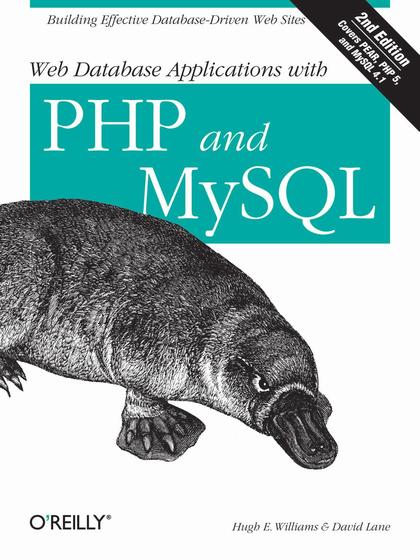 Building Effective Database-Driven Web Sites
2nd Edition
Covers PEAR, PHP 5,
and MySQL 4.1
Web Database Applications with
PHP and
MySQL
O'REILLY®
Hugh E. Williams & David Lane